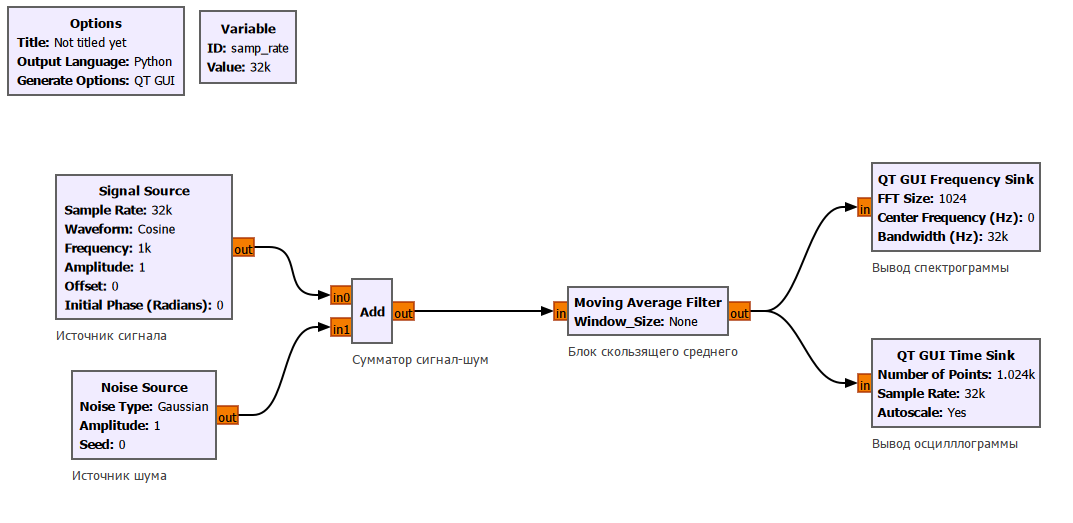 Options
Title: Not titled yet
Output Language: Python
Generate Options: QT GUI
Variable
ID: samp_rate
Value: 32k
Signal Source
Sample Rate: 32k
Waveform: Cosine
Frequency: 1k
Amplitude: 1
Offset: 0
Initial Phase (Radians): 0
out
Источник сигнала
Noise Source
Noise Type: Gaussian
Amplitude: 1
Seed: 0
out
Источник шума
in0
in1
Add
out
Сумматор сигнал-шум
in
Moving Average Filter
Window_Size: None
out
Блок скользящего среднего
in
QT GUI Frequency Sink
FFT Size: 1024
Center Frequency (Hz): 0
Bandwidth (Hz): 32k
Вывод спектрограммы
in
QT GUI Time Sink
Number of Points: 1.024k
Sample Rate: 32k
Autoscale: Yes
Вывод осцилллограммы